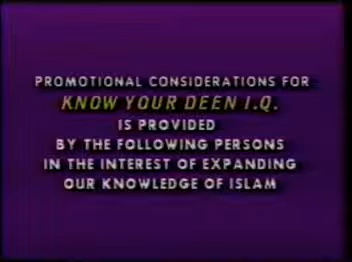 PROMOTIONAL CONSIDERATIONS FOR
KNOW YOUR DEEN I.Q.
IS PROVIDED
BY THE FOLLOWING PERSONS
IN THE INTEREST OF EXPANDING
OUR KNOWLEDGE OF ISLAM